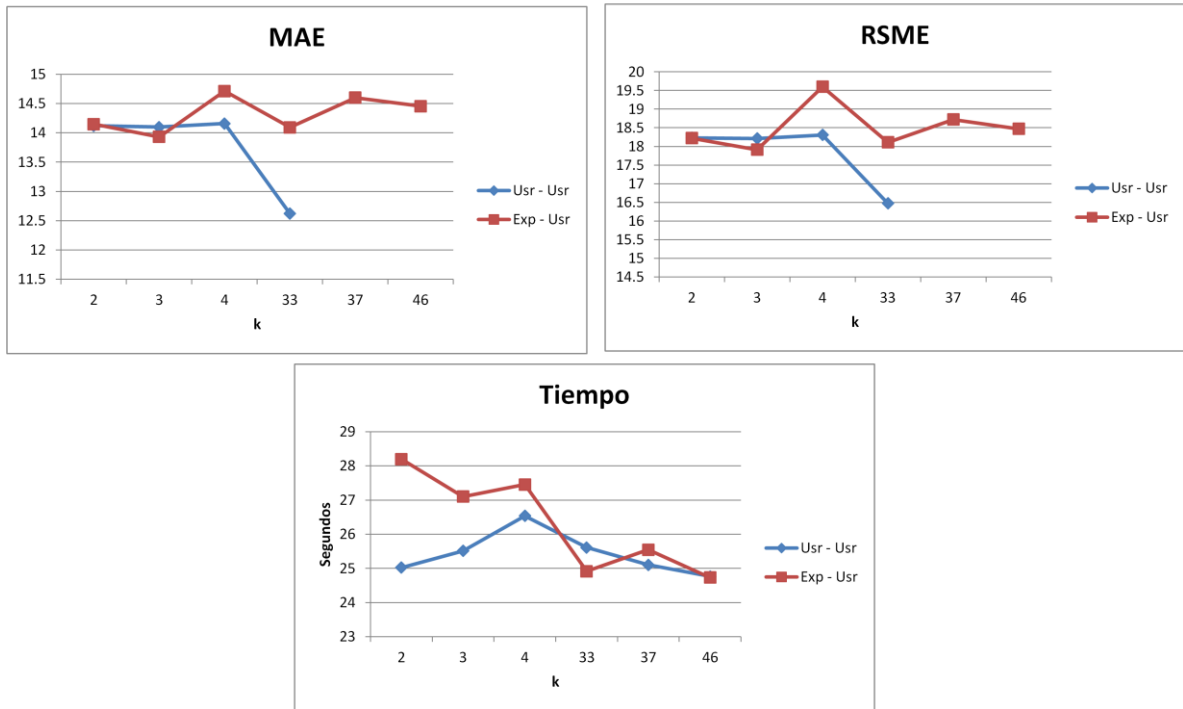 MAE
15
14.5
14
13.5
13
12.5
12
11.5
2 3 4 33 37 46
k
Usr - Usr
Exp - Usr
RSME
20
19.5
19
18.5
18
17.5
17
16.5
16
15.5
15
14.5
2 3 4 33 37 46
k
Usr - Usr
Exp - Usr
Tiempo
Segundos
29
28
27
26
25
24
23
2 3 4 33 37 46
k
Usr - Usr
Exp - Usr